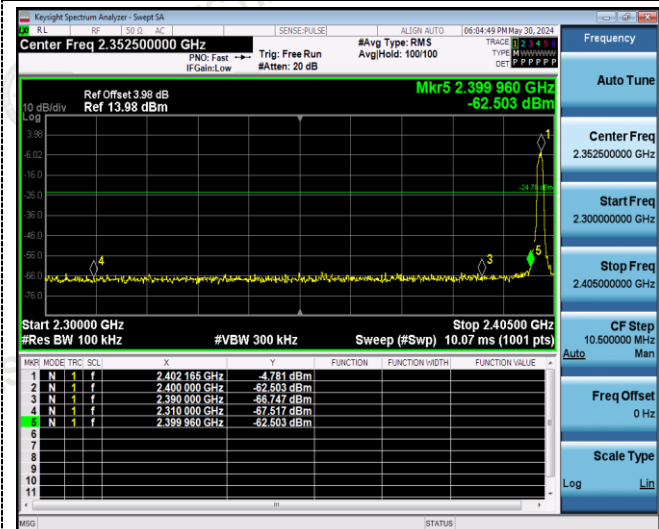 Keysight Spectrum Analyzer - Swept SA
RL RF 50 Ω AC SENSE:PULSE ALIGN AUTO 06:04:49 PM May 30, 2024
Center Freq 2.352500000 GHz
PNO: Fast
IFGain:Low
Trig: Free Run
#Atten: 20 dB
#Avg Type: RMS
Avg|Hold: 100/100
TRACE 1 2 3 4 5 6
TYPE M W W W W W
DET P P P P P P
Ref Offset 3.98 dB
Ref 13.98 dBm
10 dB/div
Log
Mkr5 2.399 960 GHz
-62.503 dBm
3.98
-6.02
-16.0
-26.0
-36.0
-46.0
-56.0
-66.0
-76.0
-24.78 dBm
1
4
3
5
Start 2.30000 GHz Stop 2.40500 GHz
#Res BW 100 kHz #VBW 300 kHz Sweep (#Swp) 10.07 ms (1001 pts)
MKR MODE TRC SCL X Y FUNCTION FUNCTION WIDTH FUNCTION VALUE
1 N 1 f 2.402 165 GHz -4.781 dBm
2 N 1 f 2.400 000 GHz -62.503 dBm
3 N 1 f 2.390 000 GHz -66.747 dBm
4 N 1 f 2.310 000 GHz -67.517 dBm
5 N 1 f 2.399 960 GHz -62.503 dBm
6
7
8
9
10
11
MSG STATUS
Frequency
Auto Tune
Center Freq
2.352500000 GHz
Start Freq
2.300000000 GHz
Stop Freq
2.405000000 GHz
CF Step
10.500000 MHz
Auto Man
Freq Offset
0 Hz
Scale Type
Log Lin